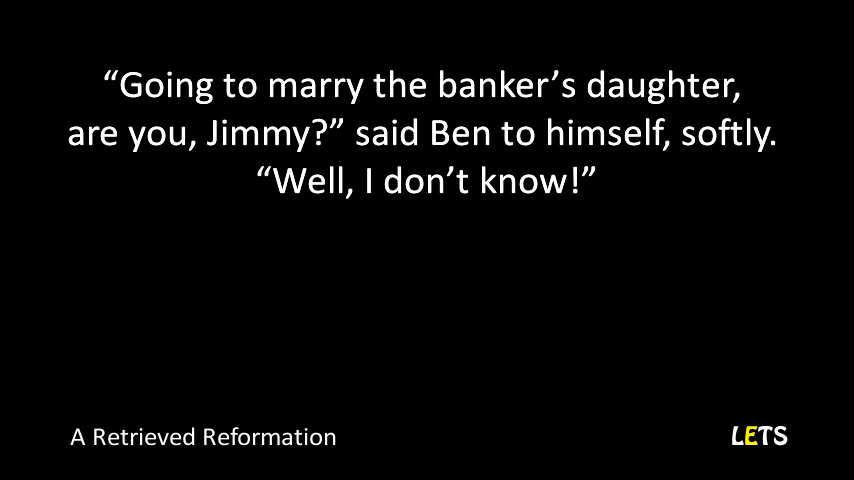 “Going to marry the banker’s daughter,
are you, Jimmy?” said Ben to himself, softly.
“Well, I don’t know!”
A Retrieved Reformation
LETS